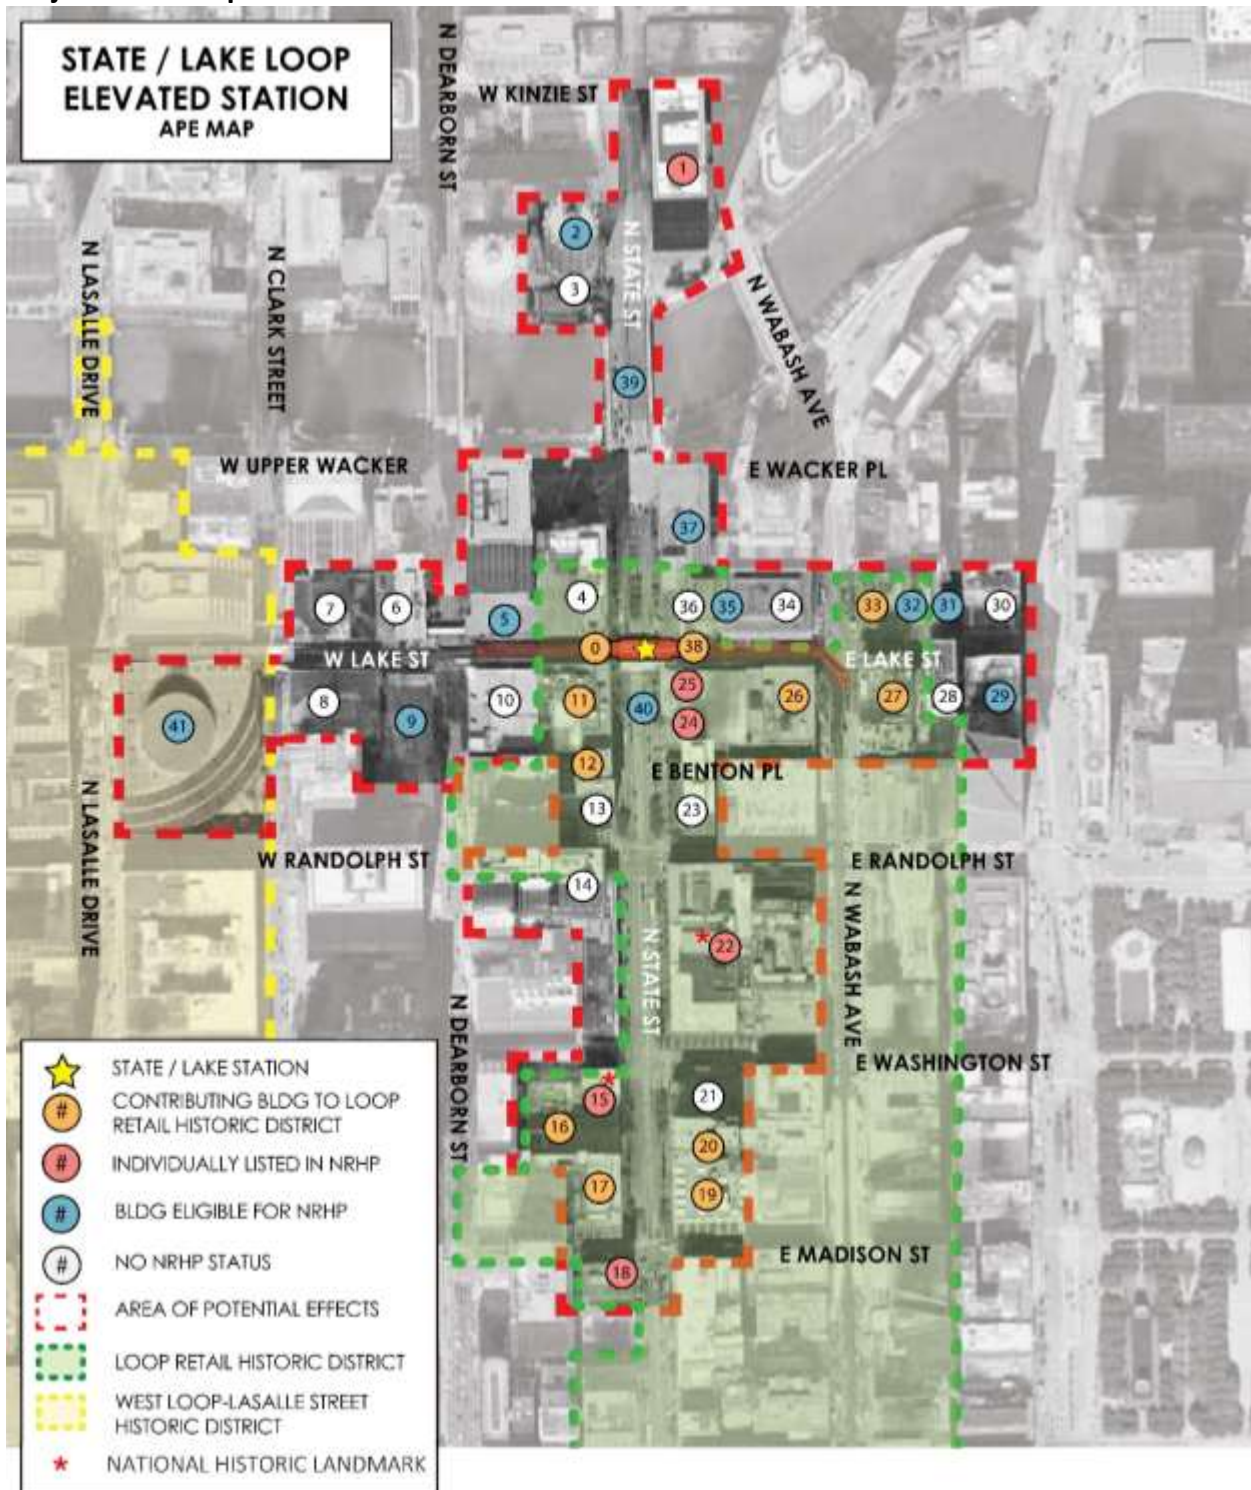 STATE / LAKE LOOP
ELEVATED STATION
APE MAP
N DEARBORN ST
W KINZIE ST
1
2
3
N STATE ST
N LASALLE DRIVE
N CLARK STREET
N WABASH AVE
39
W UPPER WACKER
E WACKER PL
37
7
6
5
4
36
35
34
33
32
31
30
0
38
W LAKE ST
E LAKE ST
8
9
10
11
40
25
24
26
27
28
29
41
12
E BENTON PL
13
23
N LASALLE DRIVE
W RANDOLPH ST
E RANDOLPH ST
14
N STATE ST
* 22
N WABASH AVE
N DEARBORN ST
E WASHINGTON ST
*
15
16
21
20
17
19
E MADISON ST
18
STATE / LAKE STATION
# CONTRIBUTING BLDG TO LOOP
RETAIL HISTORIC DISTRICT
# INDIVIDUALLY LISTED IN NRHP
# BLDG ELIGIBLE FOR NRHP
# NO NRHP STATUS
AREA OF POTENTIAL EFFECTS
LOOP RETAIL HISTORIC DISTRICT
WEST LOOP-LASALLE STREET
HISTORIC DISTRICT
* NATIONAL HISTORIC LANDMARK